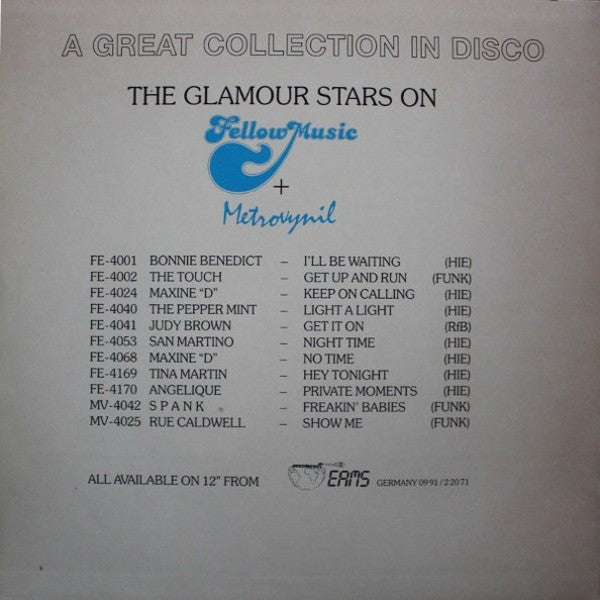 A GREAT COLLECTION IN DISCO
THE GLAMOUR STARS ON
Fellow Music
+
Metrovynil
FE-4001 BONNIE BENEDICT – I'LL BE WAITING (HIE)
FE-4002 THE TOUCH – GET UP AND RUN (FUNK)
FE-4024 MAXINE "D" – KEEP ON CALLING (HIE)
FE-4040 THE PEPPER MINT – LIGHT A LIGHT (HIE)
FE-4041 JUDY BROWN – GET IT ON (RfB)
FE-4053 SAN MARTINO – NIGHT TIME (HIE)
FE-4068 MAXINE "D" – NO TIME (HIE)
FE-4169 TINA MARTIN – HEY TONIGHT (HIE)
FE-4170 ANGELIQUE – PRIVATE MOMENTS (HIE)
MV-4042 S P A N K – FREAKIN' BABIES (FUNK)
MV-4025 RUE CALDWELL – SHOW ME (FUNK)
ALL AVAILABLE ON 12" FROM ERMS GERMANY 09 91 / 2 20 71